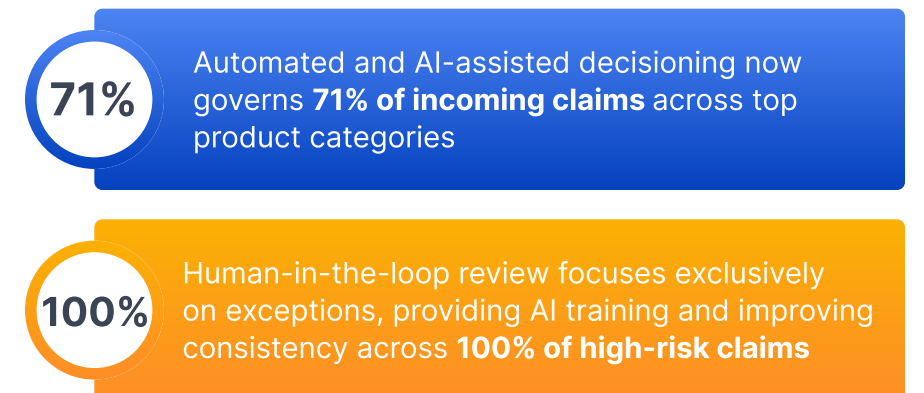 71%
Automated and AI-assisted decisioning now
governs 71% of incoming claims across top
product categories
100%
Human-in-the-loop review focuses exclusively
on exceptions, providing AI training and improving
consistency across 100% of high-risk claims